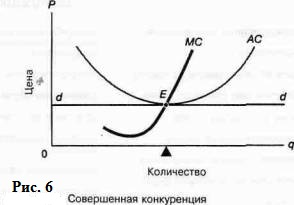 P
MC
AC
Цена
d
E
d
0
q
Количество
Рис. 6
Совершенная конкуренция